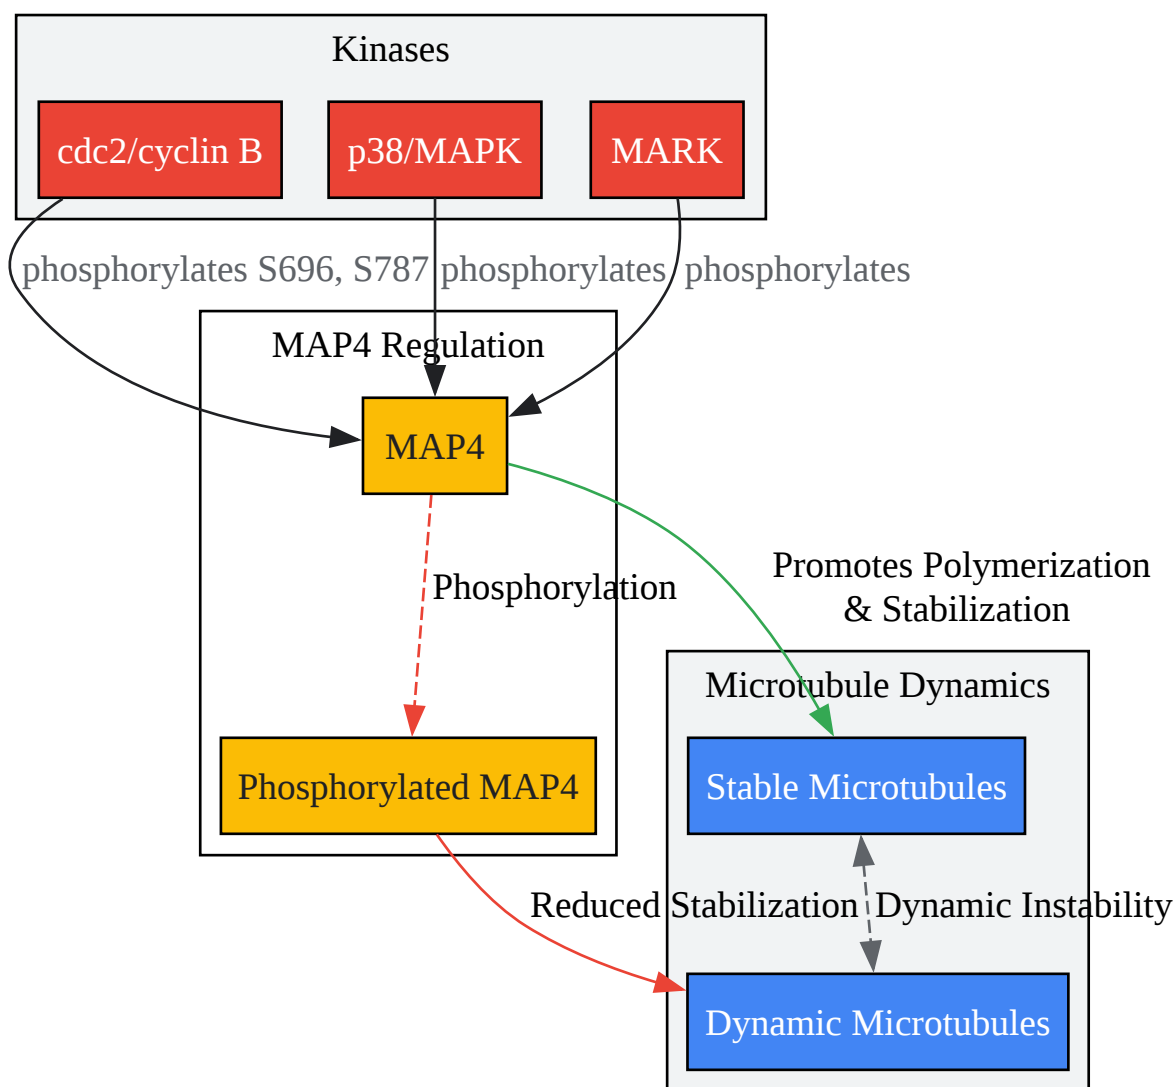 Kinases
cdc2/cyclin B
p38/MAPK
MARK
phosphorylates S696, S787
phosphorylates
phosphorylates
MAP4 Regulation
MAP4
Phosphorylation
Promotes Polymerization
& Stabilization
Microtubule Dynamics
Phosphorylated MAP4
Stable Microtubules
Reduced Stabilization
Dynamic Instability
Dynamic Microtubules